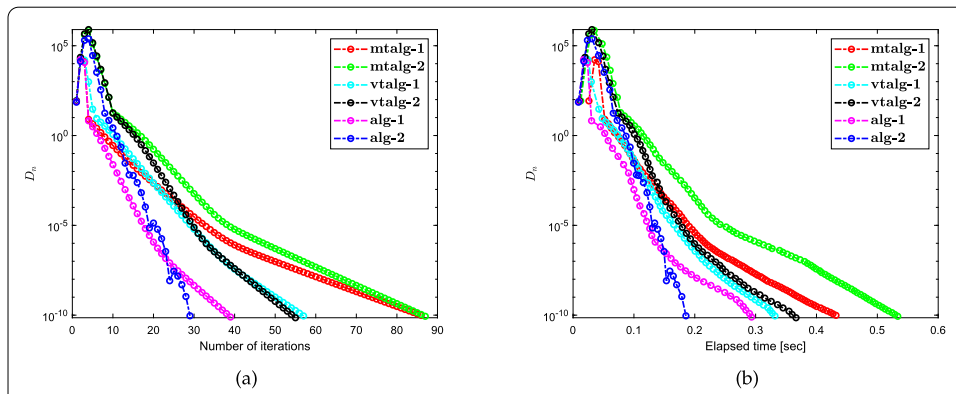 10^5
10^0
10^-5
10^-10
D_n
0 10 20 30 40 50 60 70 80 90
Number of iterations
mtalg-1
mtalg-2
vtalg-1
vtalg-2
alg-1
alg-2
(a)
10^5
10^0
10^-5
10^-10
D_n
0 0.1 0.2 0.3 0.4 0.5 0.6
Elapsed time [sec]
mtalg-1
mtalg-2
vtalg-1
vtalg-2
alg-1
alg-2
(b)